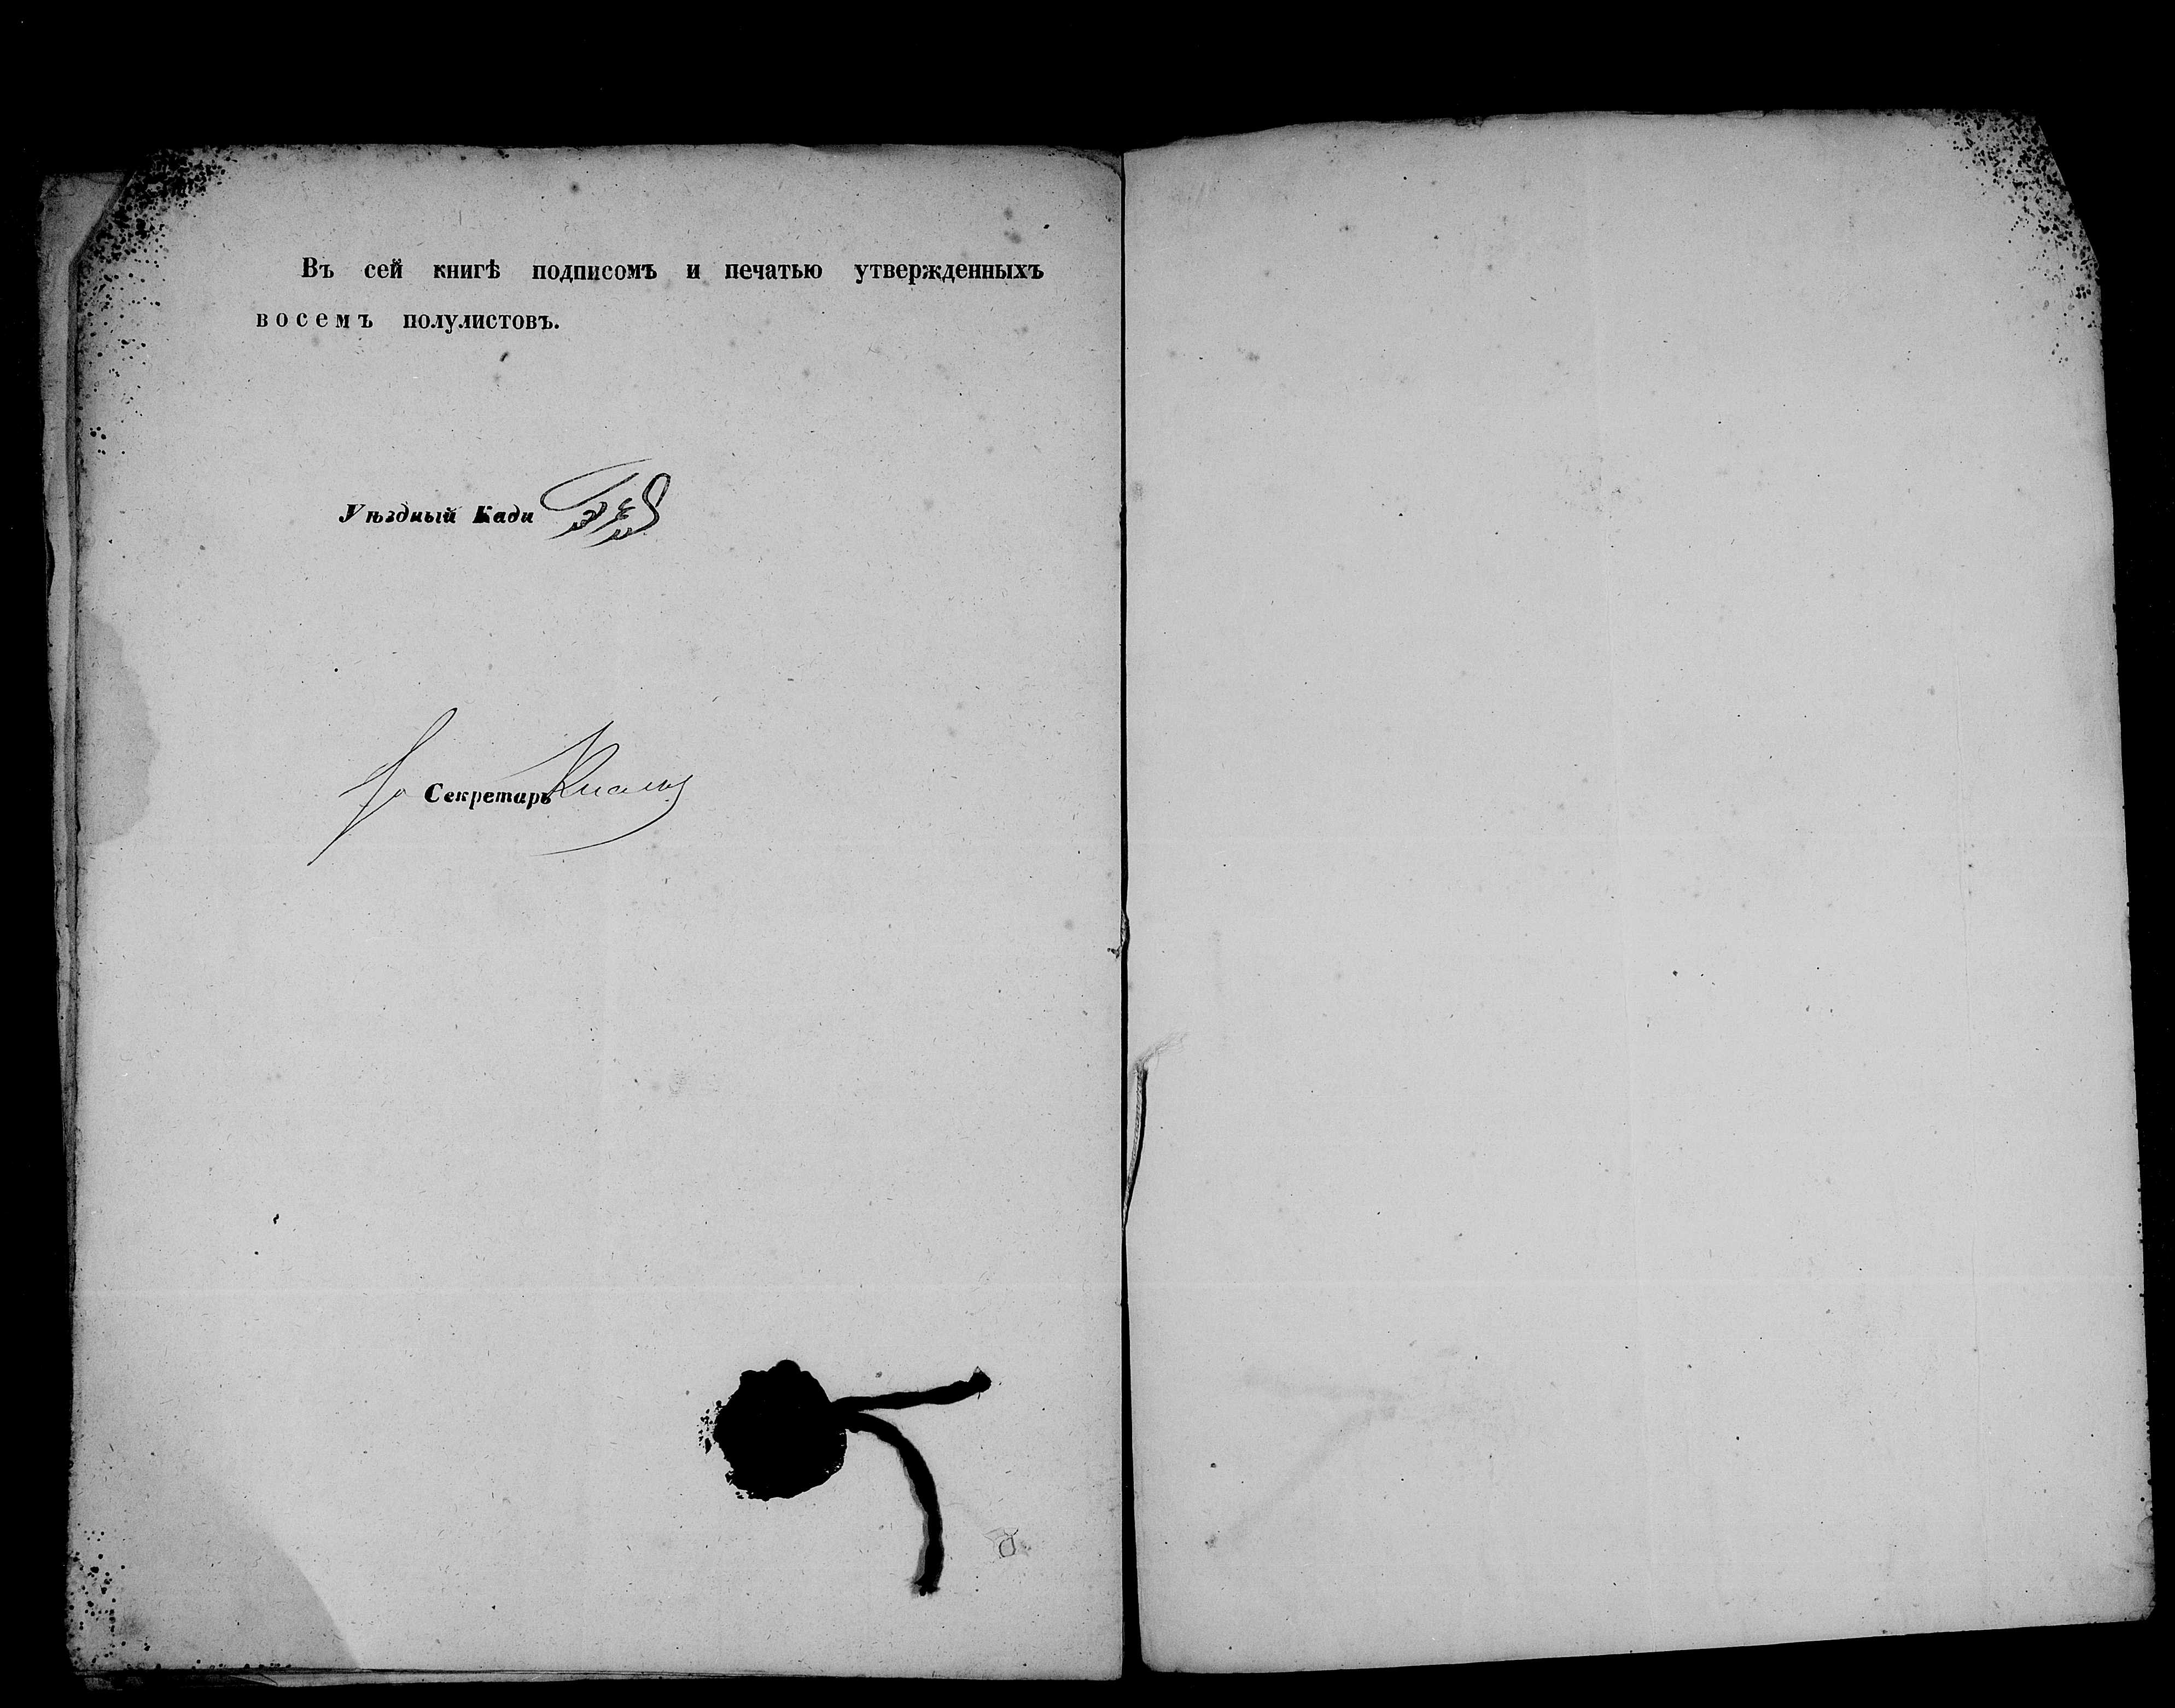 Въ сей книгѣ подписомъ и печатью утвержденныхъ
восемъ полулистовъ.
Уѣздный Кади
Секретарь